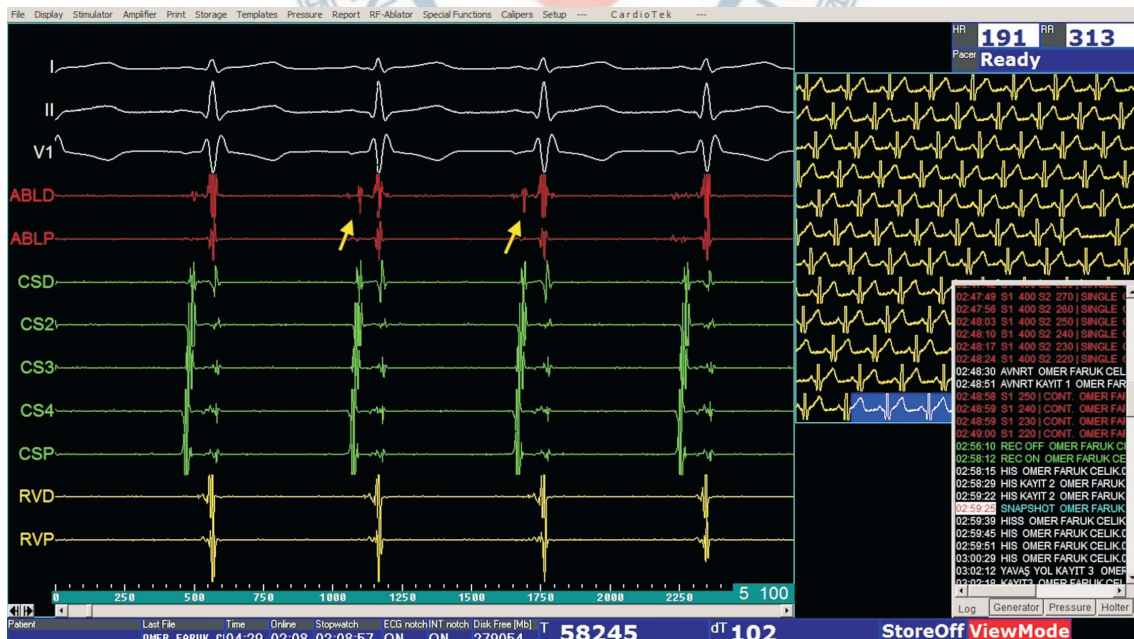 File Display Stimulator Amplifier Print Storage Templates Pressure Report RF-Ablator Special Functions Calipers Setup --- CardioTek ---
HR 191 RR 313
Pacer Ready
I
II
V1
ABLD
ABLP
CSD
CS2
CS3
CS4
CSP
RVD
RVP
0 250 500 750 1000 1250 1500 1750 2000 2250 5 100
02:47:49 S1 400 S2 270 | SINGLE
02:47:56 S1 400 S2 260 | SINGLE
02:48:03 S1 400 S2 250 | SINGLE
02:48:10 S1 400 S2 240 | SINGLE
02:48:17 S1 400 S2 230 | SINGLE
02:48:24 S1 400 S2 220 | SINGLE
02:48:30 AVNRT OMER FARUK CEL
02:48:51 AVNRT KAYIT 1 OMER FAR
02:48:58 S1 250 | CONT. OMER FA
02:48:59 S1 240 | CONT. OMER FA
02:48:59 S1 230 | CONT. OMER FA
02:49:00 S1 220 | CONT. OMER FA
02:56:10 REC OFF OMER FARUK C
02:58:12 REC ON OMER FARUK CE
02:58:15 HIS OMER FARUK CELIK.
02:58:29 HIS KAYIT 2 OMER FARUK
02:59:22 HIS KAYIT 2 OMER FARUK
02:59:25 SNAPSHOT OMER FARUK
02:59:39 HISS OMER FARUK CELIK
02:59:45 HIS OMER FARUK CELIK.
02:59:51 HIS OMER FARUK CELIK.
03:00:29 HIS OMER FARUK CELIK.
03:02:12 YAVAŞ YOL KAYIT 3 OMER
03:02:18 KAYIT3 OMER FARUK CEL
Log Generator Pressure Holter
Patient Last File Time Online Stopwatch ECG notch INT notch Disk Free [Mb] T 58245 dT 102 StoreOff ViewMode
OMER FARUK 04:29 02:08 02:08:57 ON ON 279054